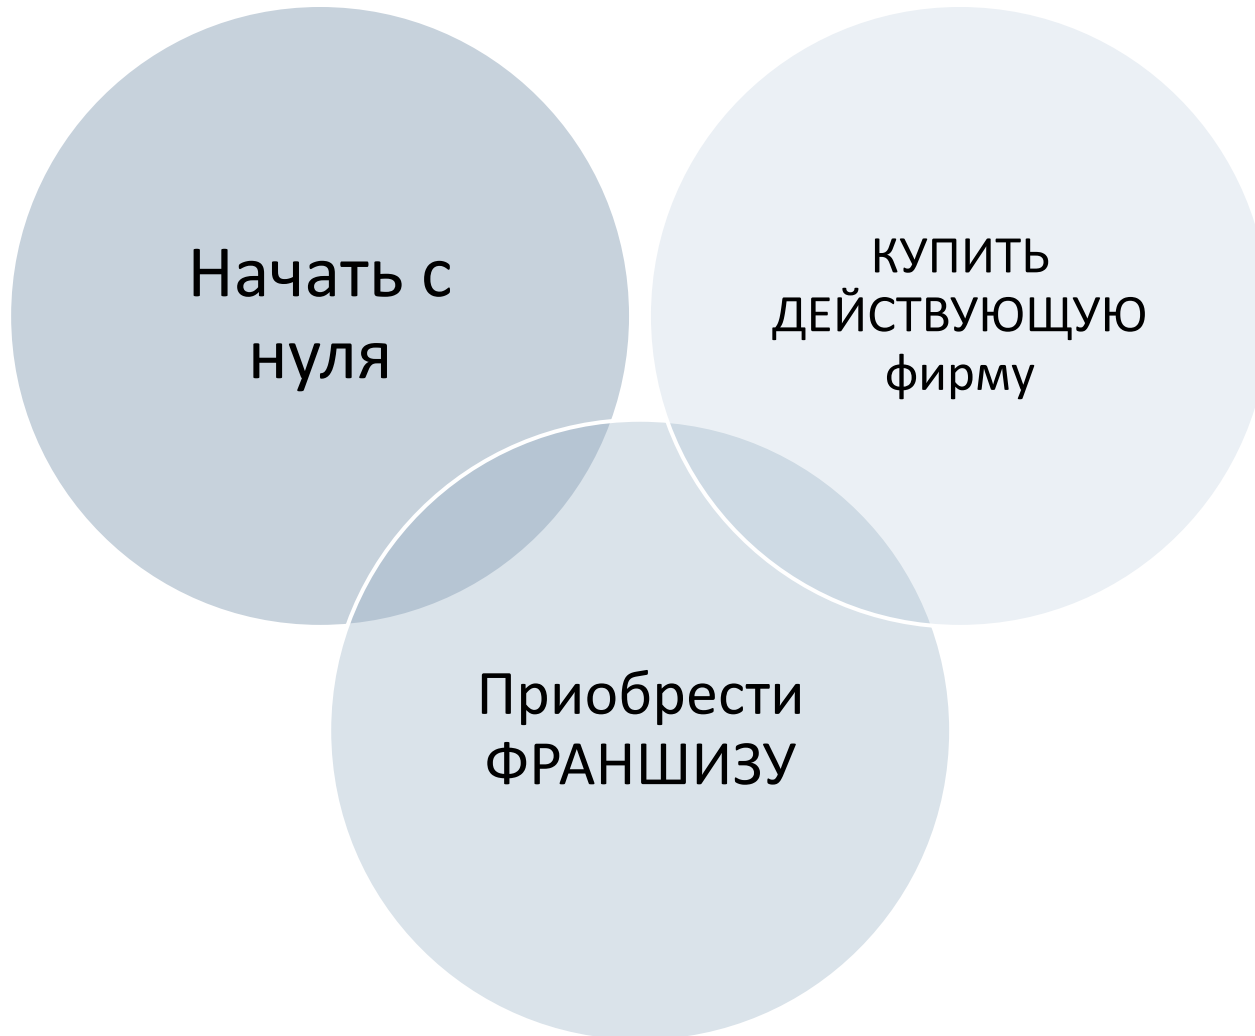 Начать с
нуля
КУПИТЬ
ДЕЙСТВУЮЩУЮ
фирму
Приобрести
ФРАНШИЗУ